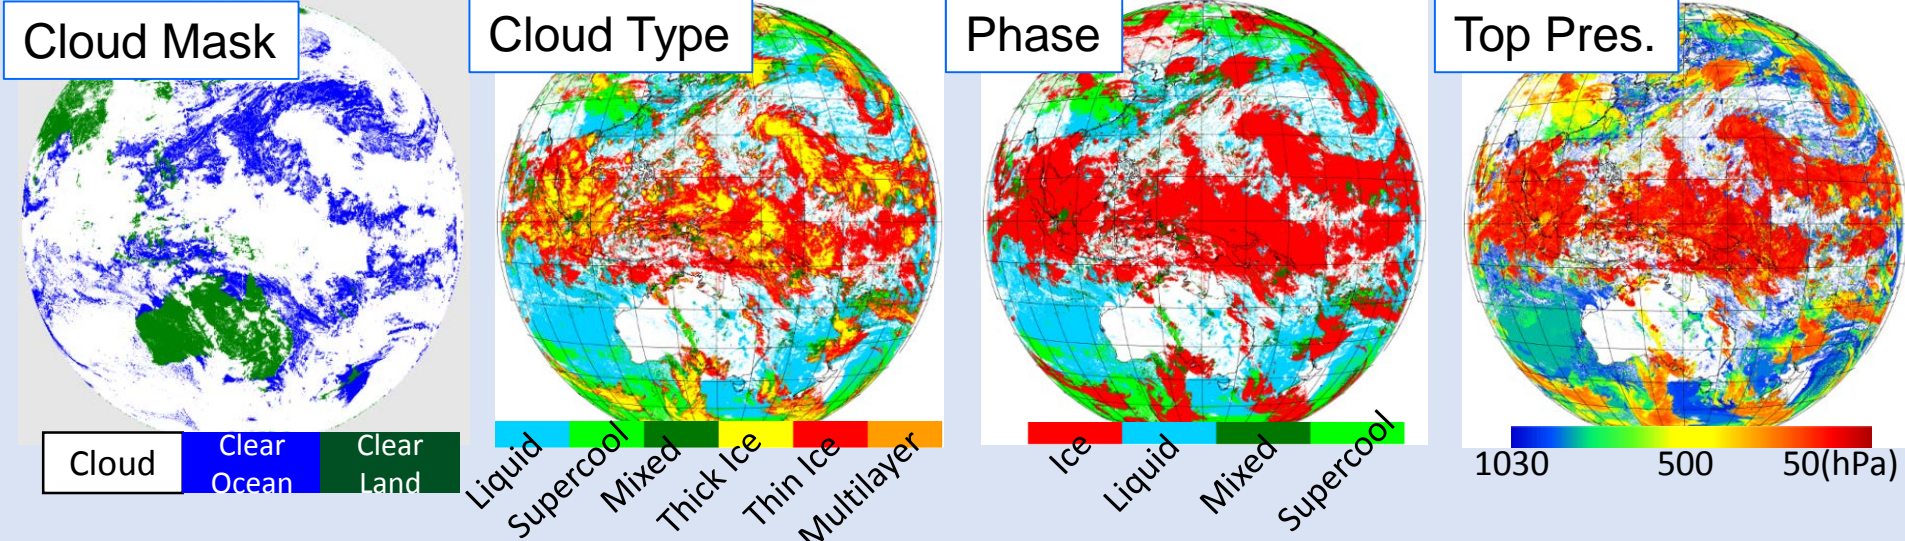 Cloud Mask
Cloud Type
Phase
Top Pres.
Cloud
Clear
Ocean
Clear
Land
Liquid
Supercool
Mixed
Thick Ice
Thin Ice
Multilayer
Ice
Liquid
Mixed
Supercool
1030
500
50(hPa)